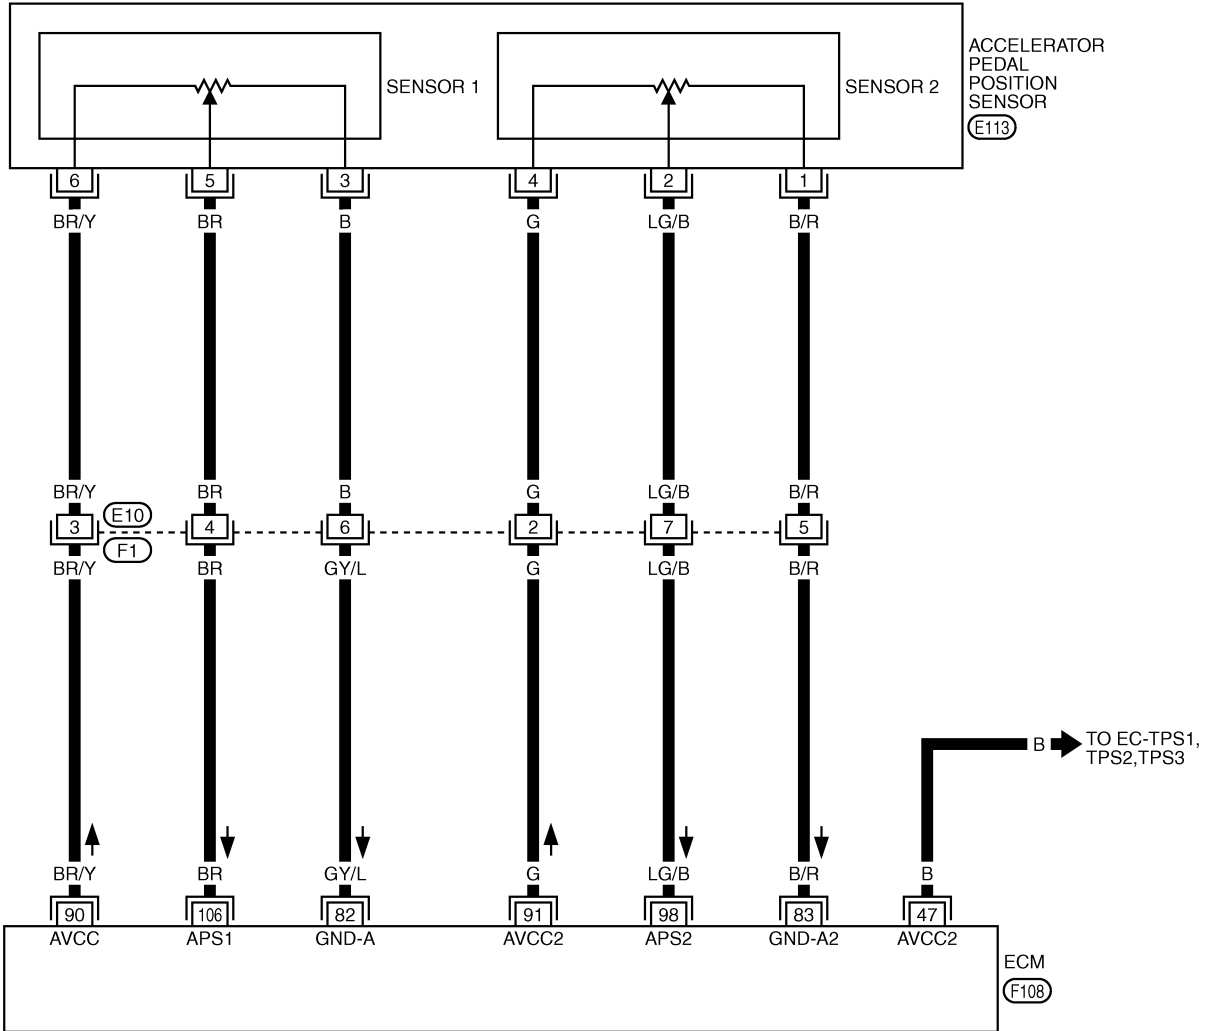 SENSOR 1
SENSOR 2
ACCELERATOR
PEDAL
POSITION
SENSOR
E113
6 5 3 4 2 1
BR/Y BR B G LG/B B/R
BR/Y BR B G LG/B B/R
E10
3 4 6 2 7 5
F1
BR/Y BR GY/L G LG/B B/R
B TO EC-TPS1,
TPS2,TPS3
BR/Y BR GY/L G LG/B B/R B
90 106 82 91 98 83 47
AVCC APS1 GND-A AVCC2 APS2 GND-A2 AVCC2
ECM
F108